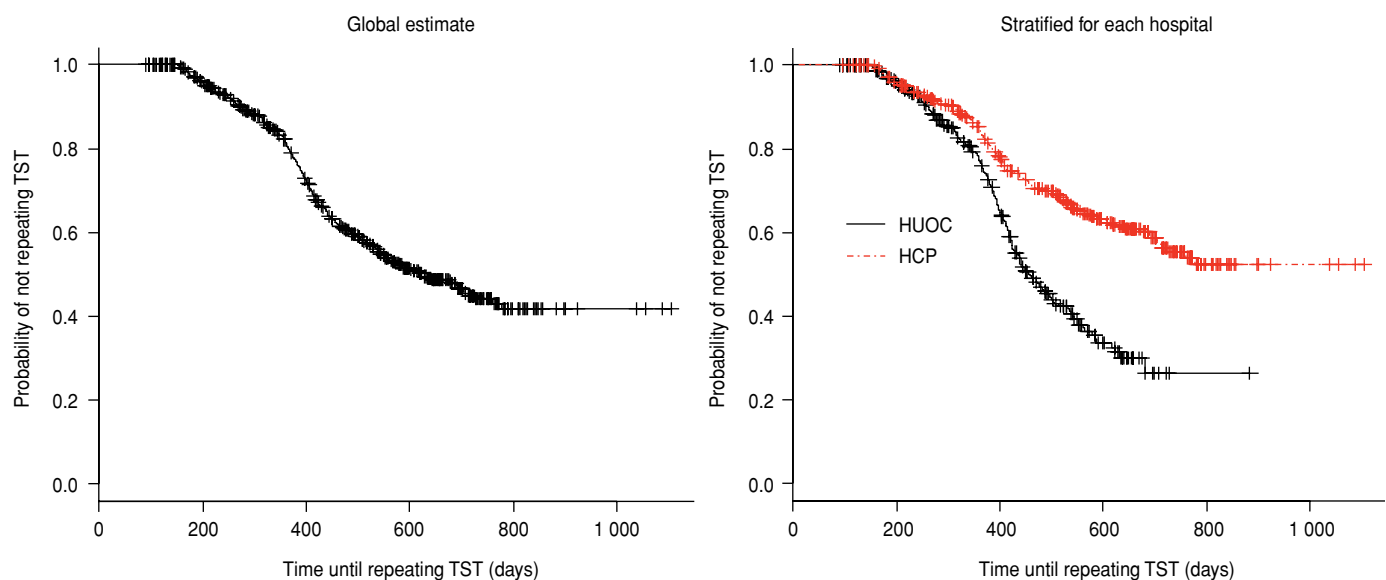 Global estimate
Probability of not repeating TST
1.0
0.8
0.6
0.4
0.2
0.0
0 200 400 600 800 1 000
Time until repeating TST (days)
Stratified for each hospital
Probability of not repeating TST
1.0
0.8
0.6
0.4
0.2
0.0
HUOC
HCP
0 200 400 600 800 1 000
Time until repeating TST (days)